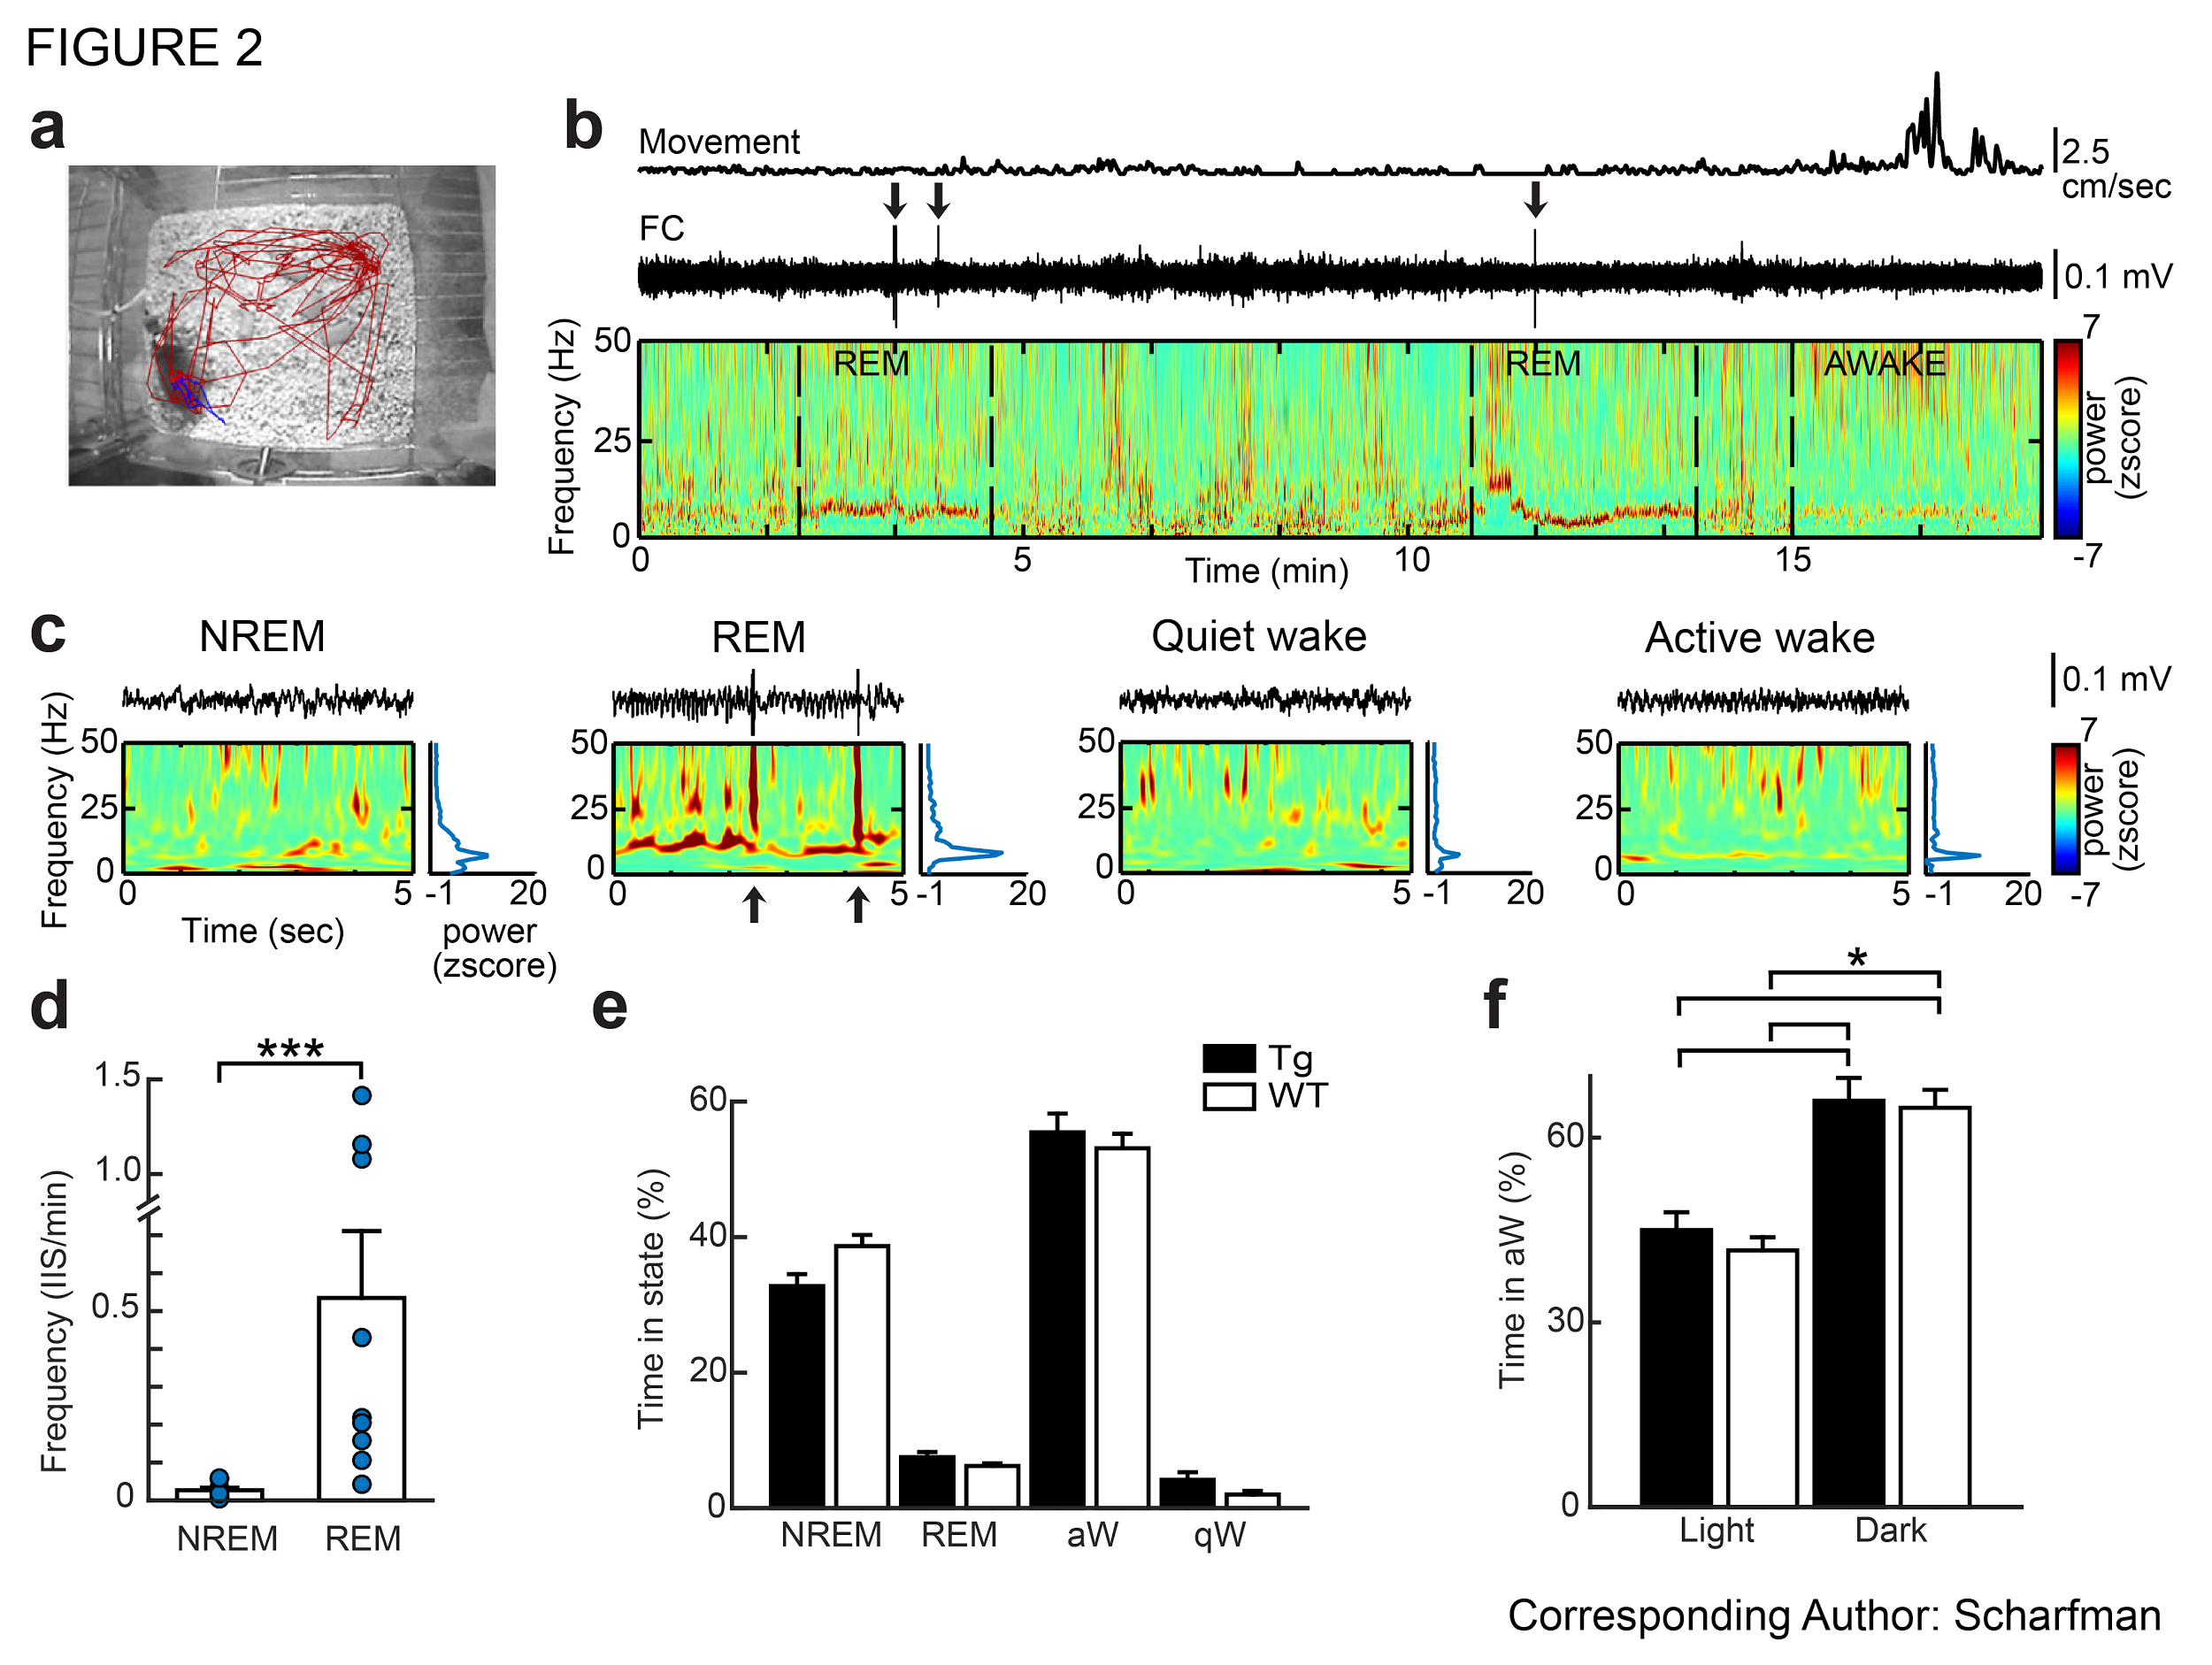 FIGURE 2
a
b
Movement
2.5
cm/sec
FC
0.1 mV
Frequency (Hz)
50
25
0
REM
REM
AWAKE
0
5
10
15
Time (min)
7
-7
power
(zscore)
c
NREM
REM
Quiet wake
Active wake
0.1 mV
Frequency (Hz)
50
25
0
0
5
-1
20
Time (sec)
power
(zscore)
50
25
0
0
5
-1
20
50
25
0
0
5
-1
20
50
25
0
0
5
-1
20
7
-7
power
(zscore)
d
***
Frequency (IIS/min)
1.5
1.0
0.5
0
NREM
REM
e
Tg
WT
Time in state (%)
60
40
20
0
NREM
REM
aW
qW
f
*
Time in aW (%)
60
30
0
Light
Dark
Corresponding Author: Scharfman